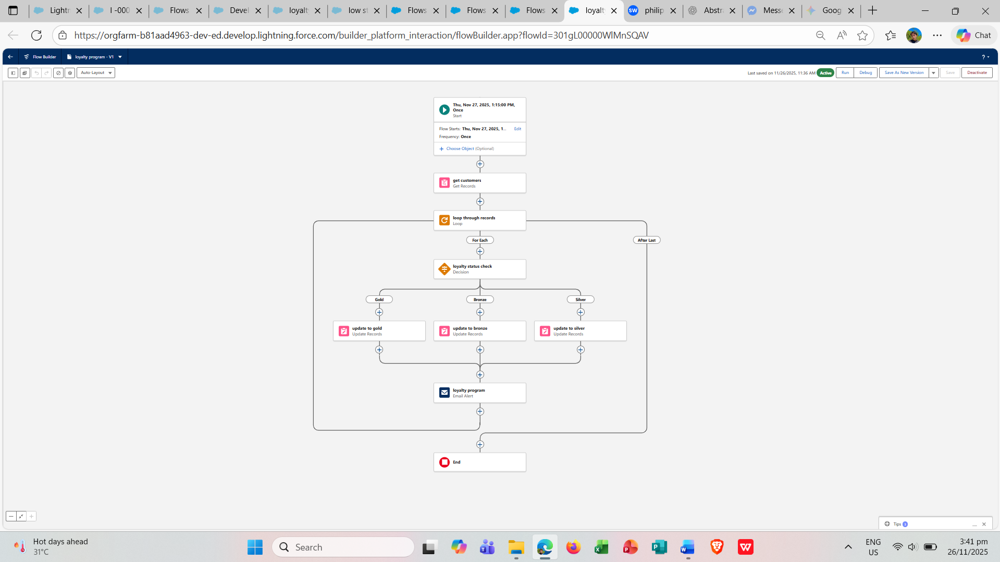 Lightn
I -000
Flows
Devel
loyalt
low st
Flows
Flows
Flows
loyalt
SW
philip
Abstra
Messe
Goog
https://orgfarm-b81aad4963-dev-ed.develop.lightning.force.com/builder_platform_interaction/flowBuilder.app?flowId=301gL00000WlMnSQAV
Chat
Flow Builder
loyalty program - V1
?
Auto-Layout
Last saved on 11/26/2025, 11:36 AM
Active
Run
Debug
Save As New Version
Save
Deactivate
Thu, Nov 27, 2025, 1:15:00 PM,
Once
Start
Flow Starts: Thu, Nov 27, 2025, 1...
Edit
Frequency: Once
Choose Object (Optional)
get customers
Get Records
loop through records
Loop
For Each
After Last
loyalty status check
Decision
Gold
Bronze
Silver
update to gold
Update Records
update to bronze
Update Records
update to silver
Update Records
loyalty program
Email Alert
End
Tips
Hot days ahead
31°C
Search
ENG
US
3:41 pm
26/11/2025